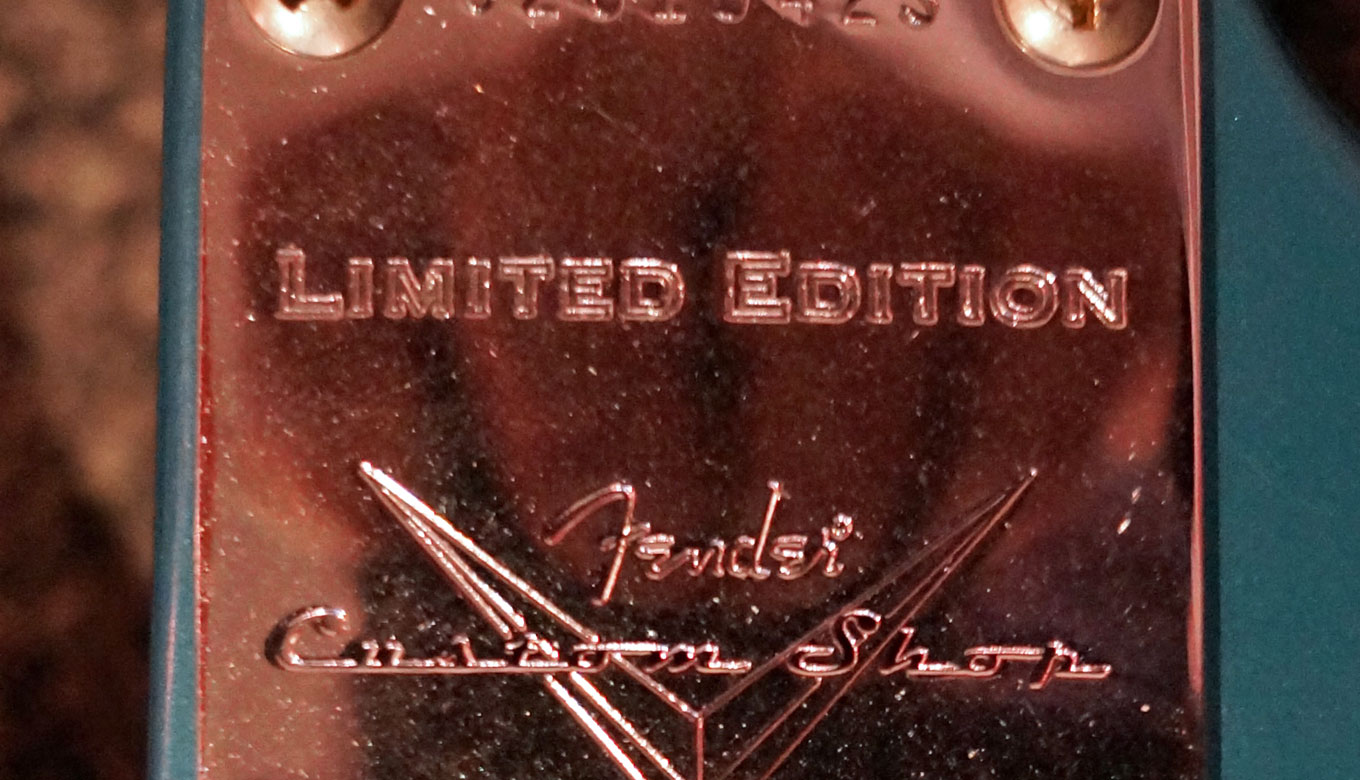 LIMITED EDITION
Fender®
Custom Shop